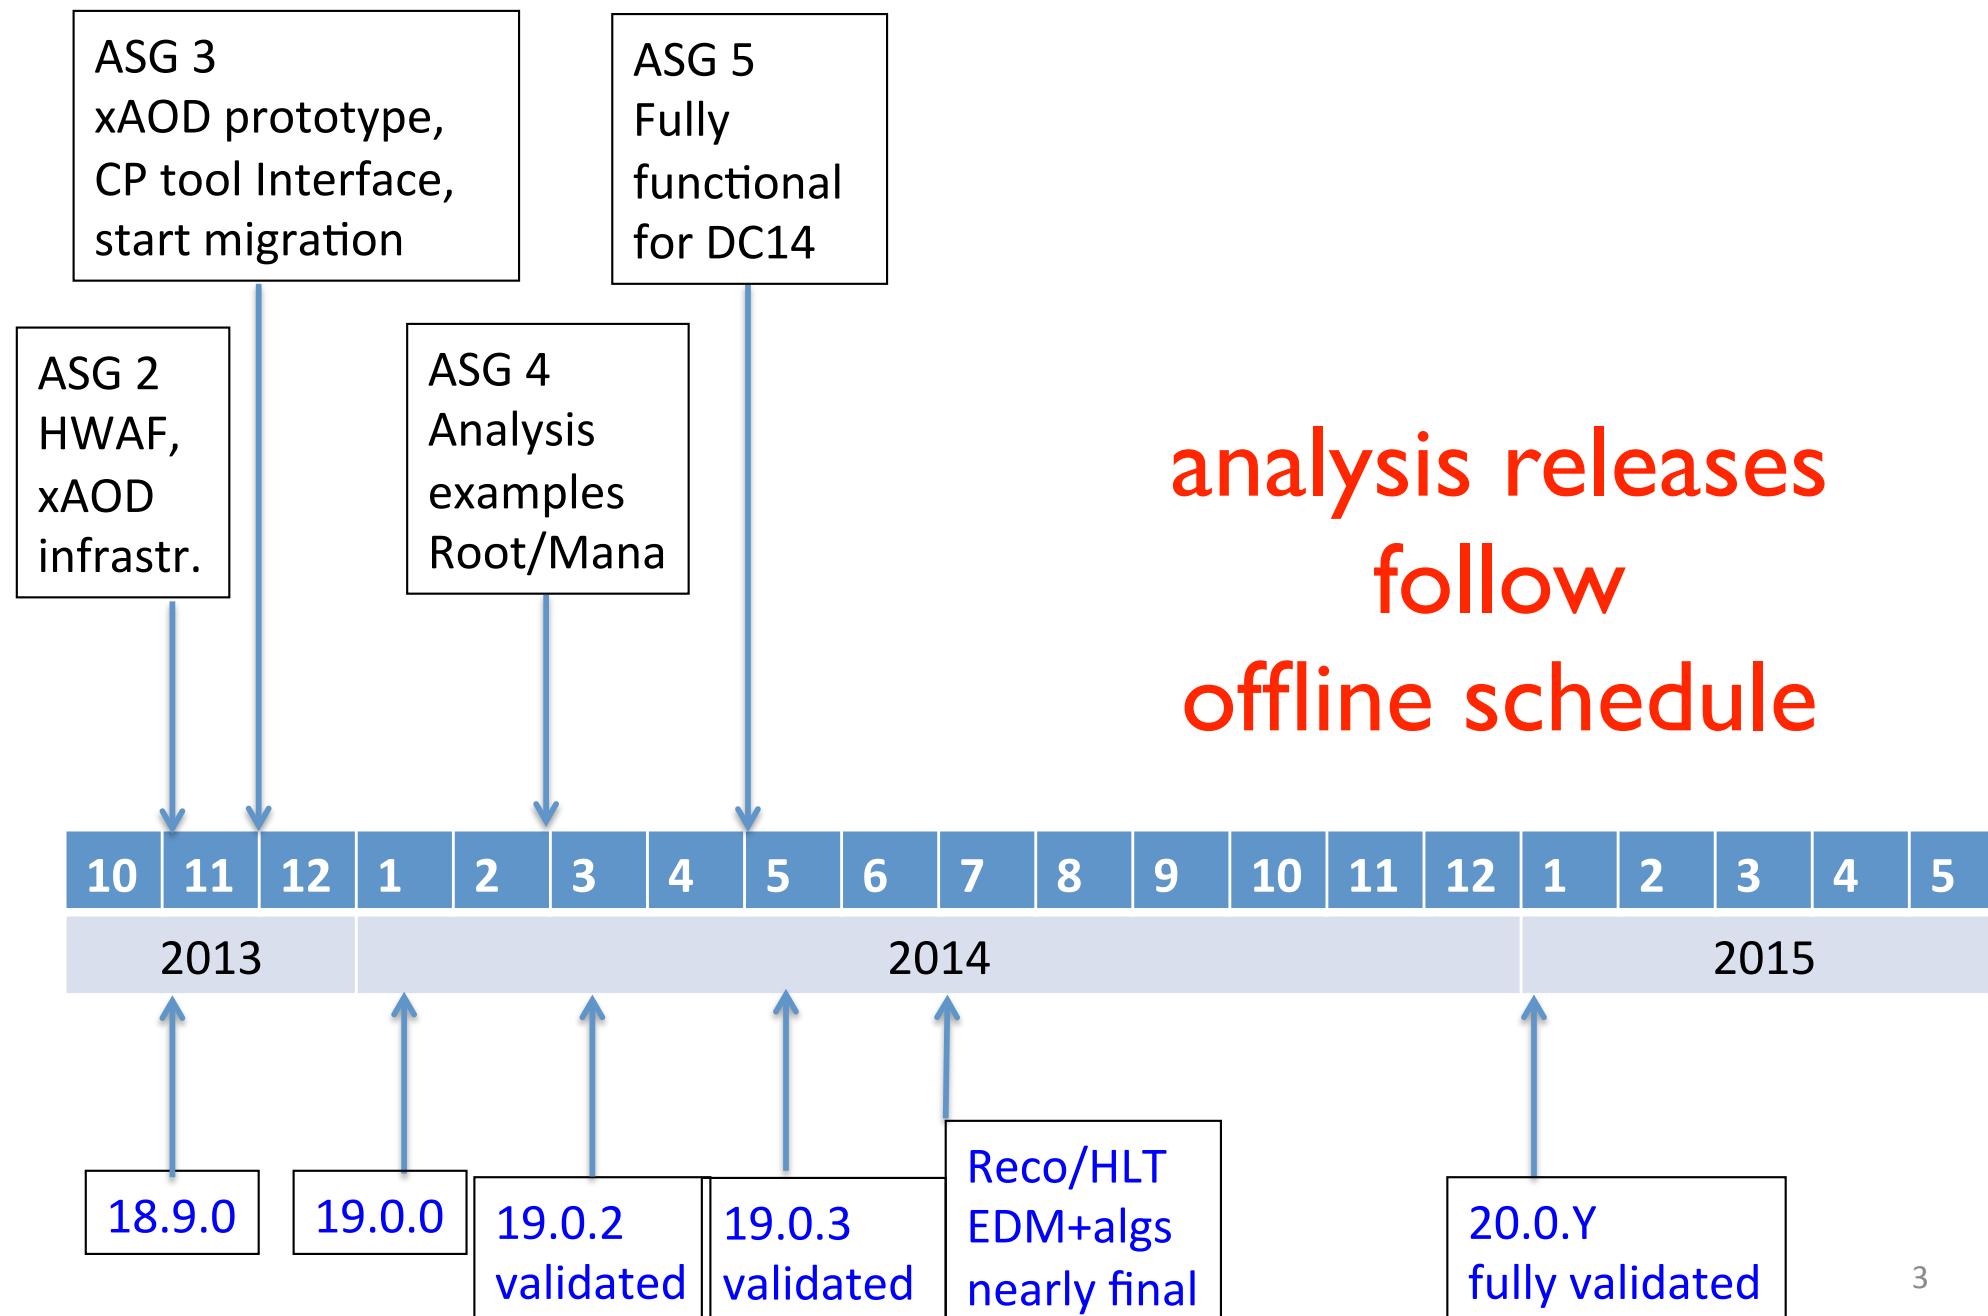 ASG 3
xAOD prototype,
CP tool Interface,
start migration
ASG 5
Fully
functional
for DC14
ASG 2
HWAF,
xAOD
infrastr.
ASG 4
Analysis
examples
Root/Mana
analysis releases
follow
offline schedule
10 11 12 1 2 3 4 5 6 7 8 9 10 11 12 1 2 3 4 5
2013 2014 2015
18.9.0
19.0.0
19.0.2
validated
19.0.3
validated
Reco/HLT
EDM+algs
nearly final
20.0.Y
fully validated
3